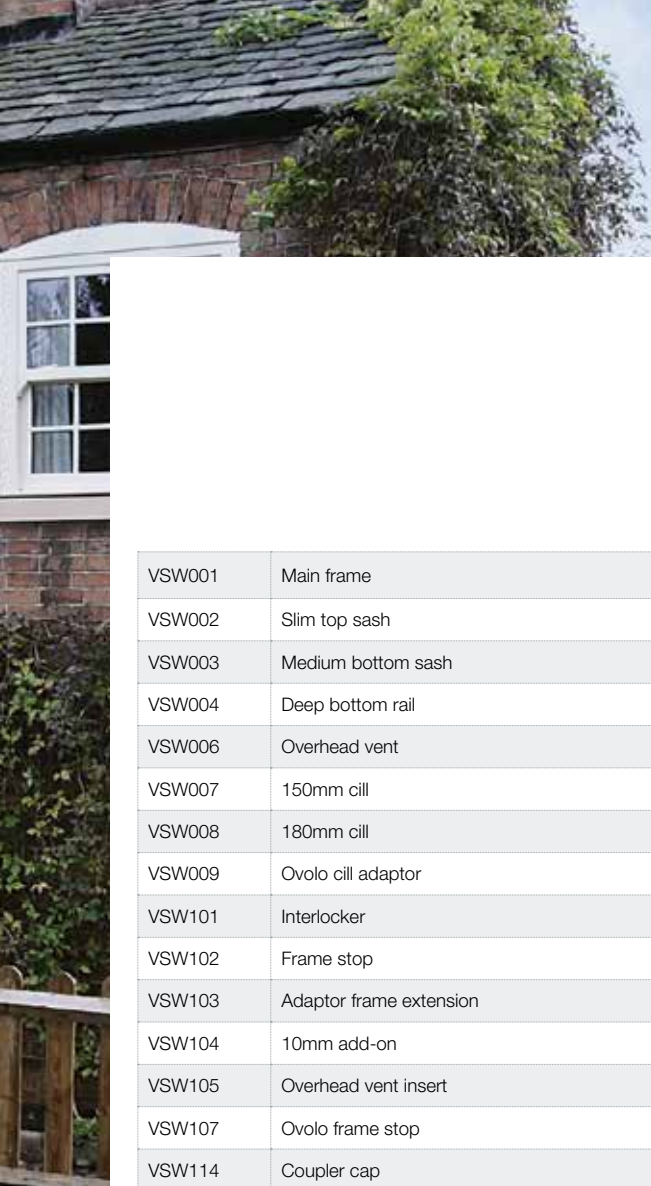 VSW001 Main frame
VSW002 Slim top sash
VSW003 Medium bottom sash
VSW004 Deep bottom rail
VSW006 Overhead vent
VSW007 150mm cill
VSW008 180mm cill
VSW009 Ovolo cill adaptor
VSW101 Interlocker
VSW102 Frame stop
VSW103 Adaptor frame extension
VSW104 10mm add-on
VSW105 Overhead vent insert
VSW107 Ovolo frame stop
VSW114 Coupler cap